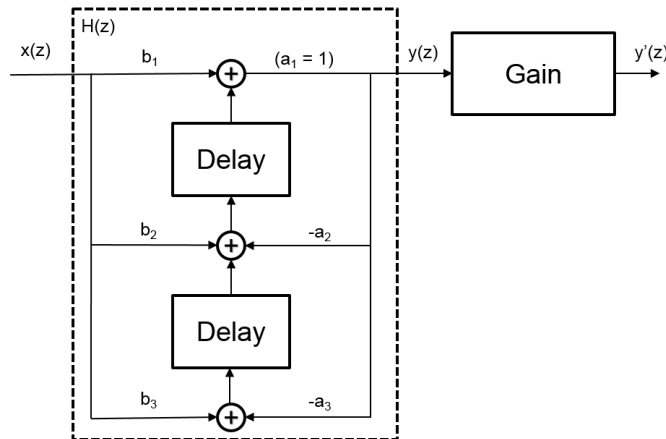 H(z)
x(z)
b₁
(a₁ = 1)
y(z)
Gain
y'(z)
Delay
b₂
-a₂
Delay
b₃
-a₃